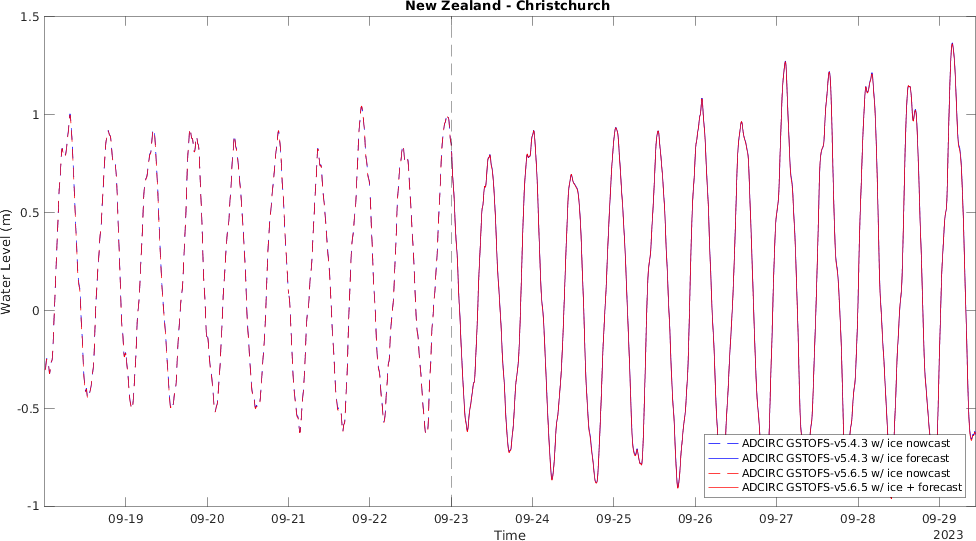 New Zealand - Christchurch
Water Level (m)
1.5
1
0.5
0
-0.5
-1
ADCIRC GSTOFS-v5.4.3 w/ ice nowcast
ADCIRC GSTOFS-v5.4.3 w/ ice forecast
ADCIRC GSTOFS-v5.6.5 w/ ice nowcast
ADCIRC GSTOFS-v5.6.5 w/ ice + forecast
09-19 09-20 09-21 09-22 09-23 09-24 09-25 09-26 09-27 09-28 09-29
Time
2023